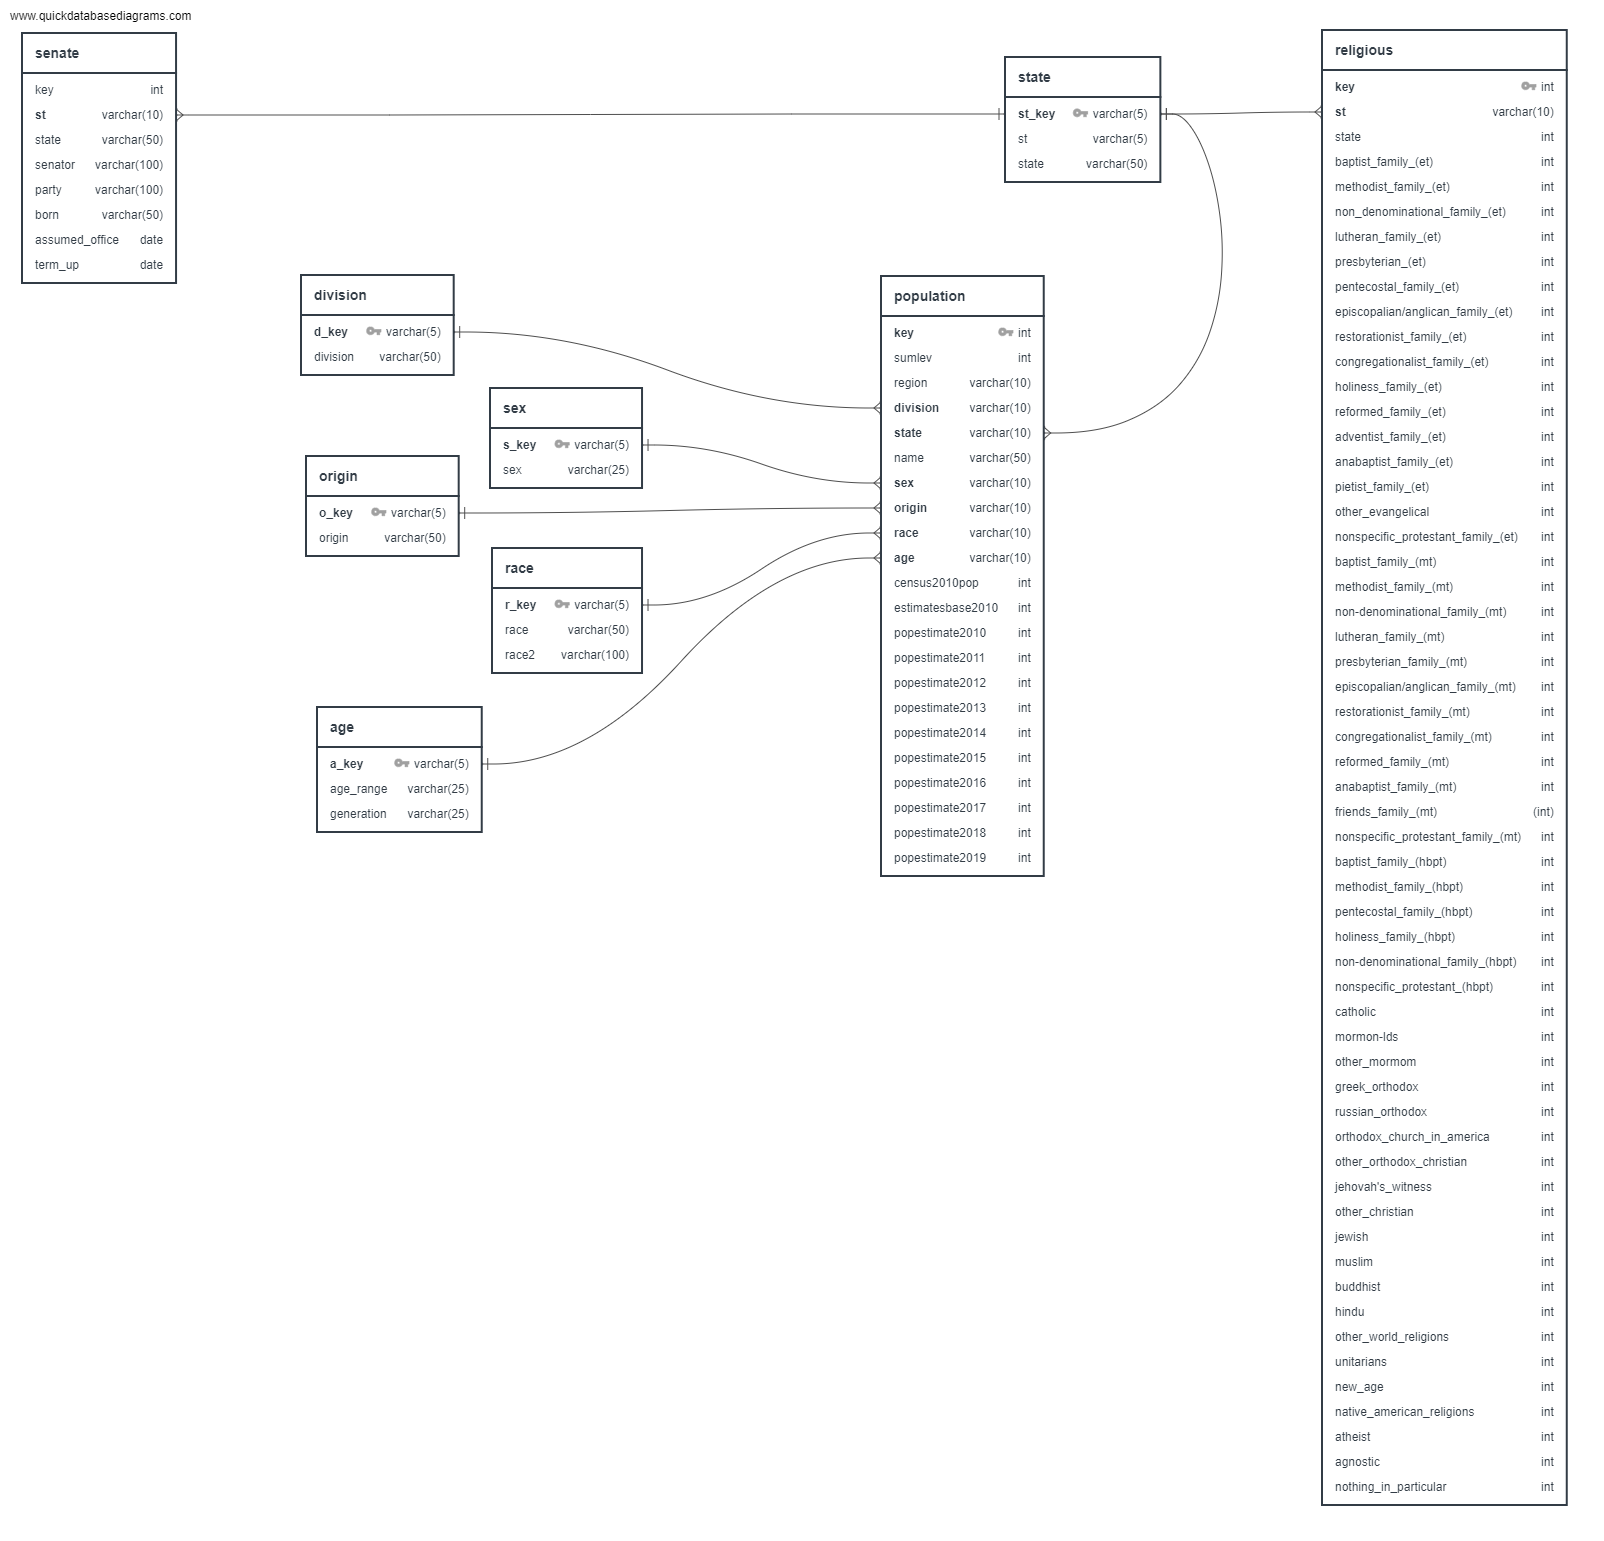 www.quickdatabasediagrams.com
senate
key int
st varchar(10)
state varchar(50)
senator varchar(100)
party varchar(100)
born varchar(50)
assumed_office date
term_up date
state
st_key varchar(5)
st varchar(5)
state varchar(50)
division
d_key varchar(5)
division varchar(50)
sex
s_key varchar(5)
sex varchar(25)
origin
o_key varchar(5)
origin varchar(50)
race
r_key varchar(5)
race varchar(50)
race2 varchar(100)
age
a_key varchar(5)
age_range varchar(25)
generation varchar(25)
population
key int
sumlev int
region varchar(10)
division varchar(10)
state varchar(10)
name varchar(50)
sex varchar(10)
origin varchar(10)
race varchar(10)
age varchar(10)
census2010pop int
estimatesbase2010 int
popestimate2010 int
popestimate2011 int
popestimate2012 int
popestimate2013 int
popestimate2014 int
popestimate2015 int
popestimate2016 int
popestimate2017 int
popestimate2018 int
popestimate2019 int
religious
key int
st varchar(10)
state int
baptist_family_(et) int
methodist_family_(et) int
non_denominational_family_(et) int
lutheran_family_(et) int
presbyterian_(et) int
pentecostal_family_(et) int
episcopalian/anglican_family_(et) int
restorationist_family_(et) int
congregationalist_family_(et) int
holiness_family_(et) int
reformed_family_(et) int
adventist_family_(et) int
anabaptist_family_(et) int
pietist_family_(et) int
other_evangelical int
nonspecific_protestant_family_(et) int
baptist_family_(mt) int
methodist_family_(mt) int
non-denominational_family_(mt) int
lutheran_family_(mt) int
presbyterian_family_(mt) int
episcopalian/anglican_family_(mt) int
restorationist_family_(mt) int
congregationalist_family_(mt) int
reformed_family_(mt) int
anabaptist_family_(mt) int
friends_family_(mt) (int)
nonspecific_protestant_family_(mt) int
baptist_family_(hbpt) int
methodist_family_(hbpt) int
pentecostal_family_(hbpt) int
holiness_family_(hbpt) int
non-denominational_family_(hbpt) int
nonspecific_protestant_(hbpt) int
catholic int
mormon-lds int
other_mormom int
greek_orthodox int
russian_orthodox int
orthodox_church_in_america int
other_orthodox_christian int
jehovah's_witness int
other_christian int
jewish int
muslim int
buddhist int
hindu int
other_world_religions int
unitarians int
new_age int
native_american_religions int
atheist int
agnostic int
nothing_in_particular int